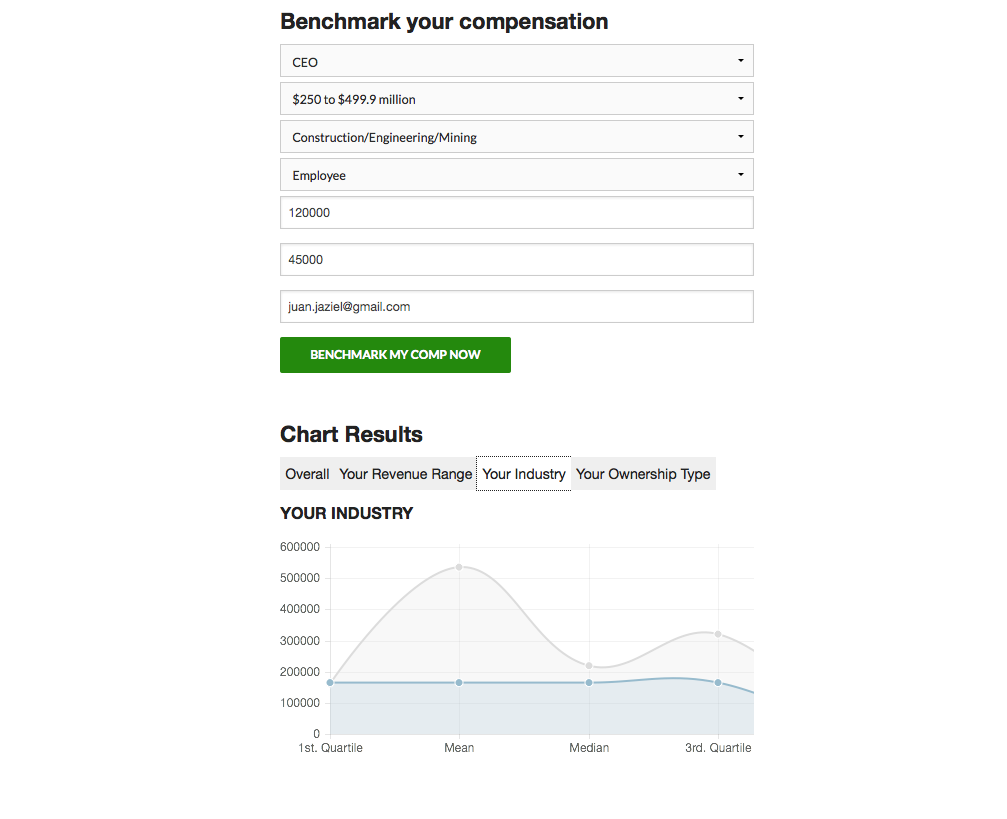 Benchmark your compensation
CEO
$250 to $499.9 million
Construction/Engineering/Mining
Employee
120000
45000
juan.jaziel@gmail.com
BENCHMARK MY COMP NOW
Chart Results
Overall Your Revenue Range Your Industry Your Ownership Type
YOUR INDUSTRY
600000
500000
400000
300000
200000
100000
0
1st. Quartile Mean Median 3rd. Quartile